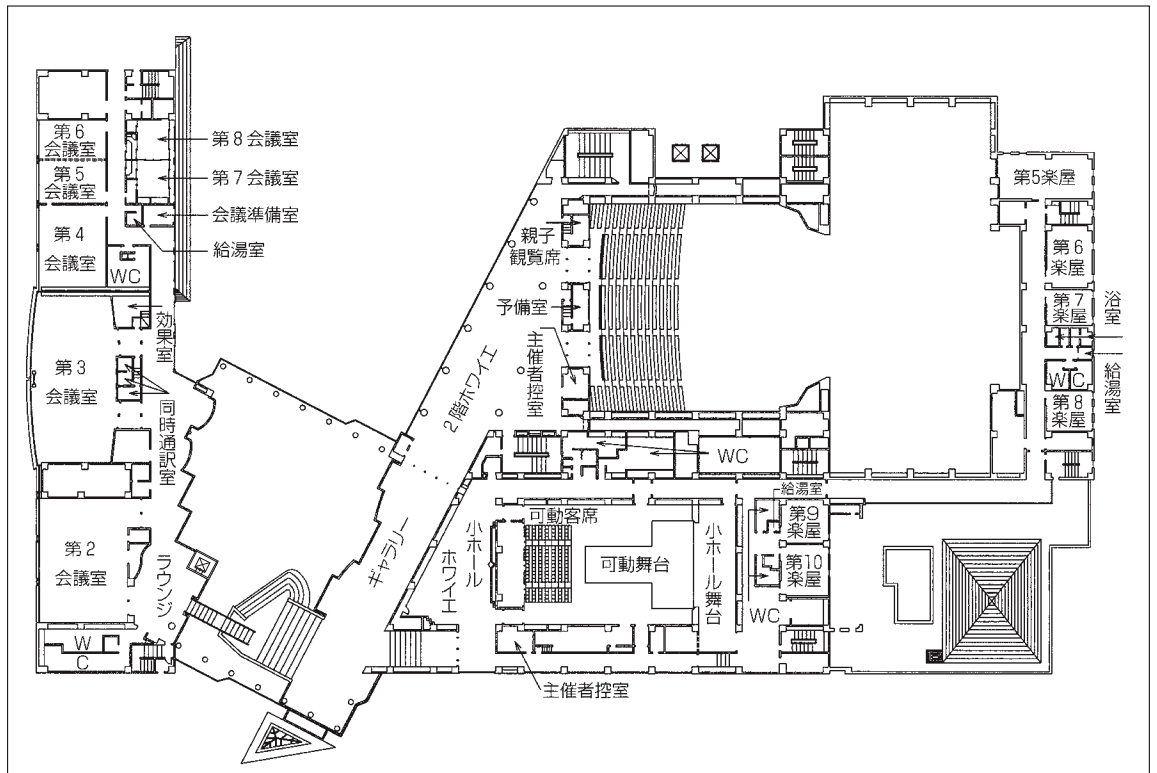 第6
会議室
第5
会議室
第4
会議室
第8会議室
第7会議室
会議準備室
給湯室
WC
効果室
第3
会議室
同時通訳室
第2
会議室
ラウンジ
W
C
親子
観覧席
予備室
主催者控室
2階ホワイエ
ギャラリー
WC
小ホール
ホワイエ
可動客席
可動舞台
小ホール舞台
主催者控室
給湯室
第9
楽屋
第10
楽屋
WC
第5楽屋
第6
楽屋
第7
楽屋
浴室
給湯室
WC
第8
楽屋